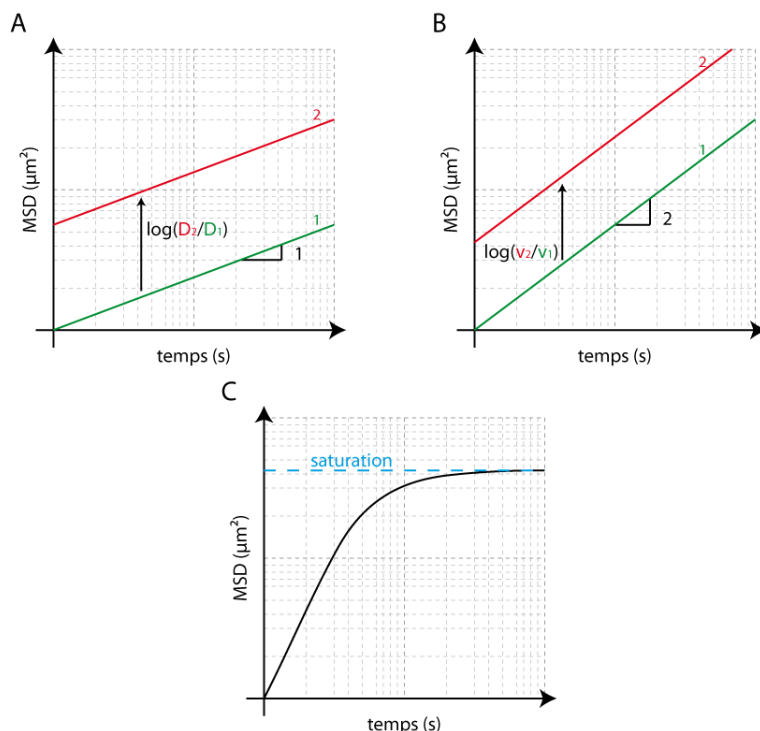 A
MSD (µm²)
2
log(D₂/D₁)
1
1
temps (s)
B
MSD (µm²)
2
1
2
log(v₂/v₁)
temps (s)
C
saturation
MSD (µm²)
temps (s)